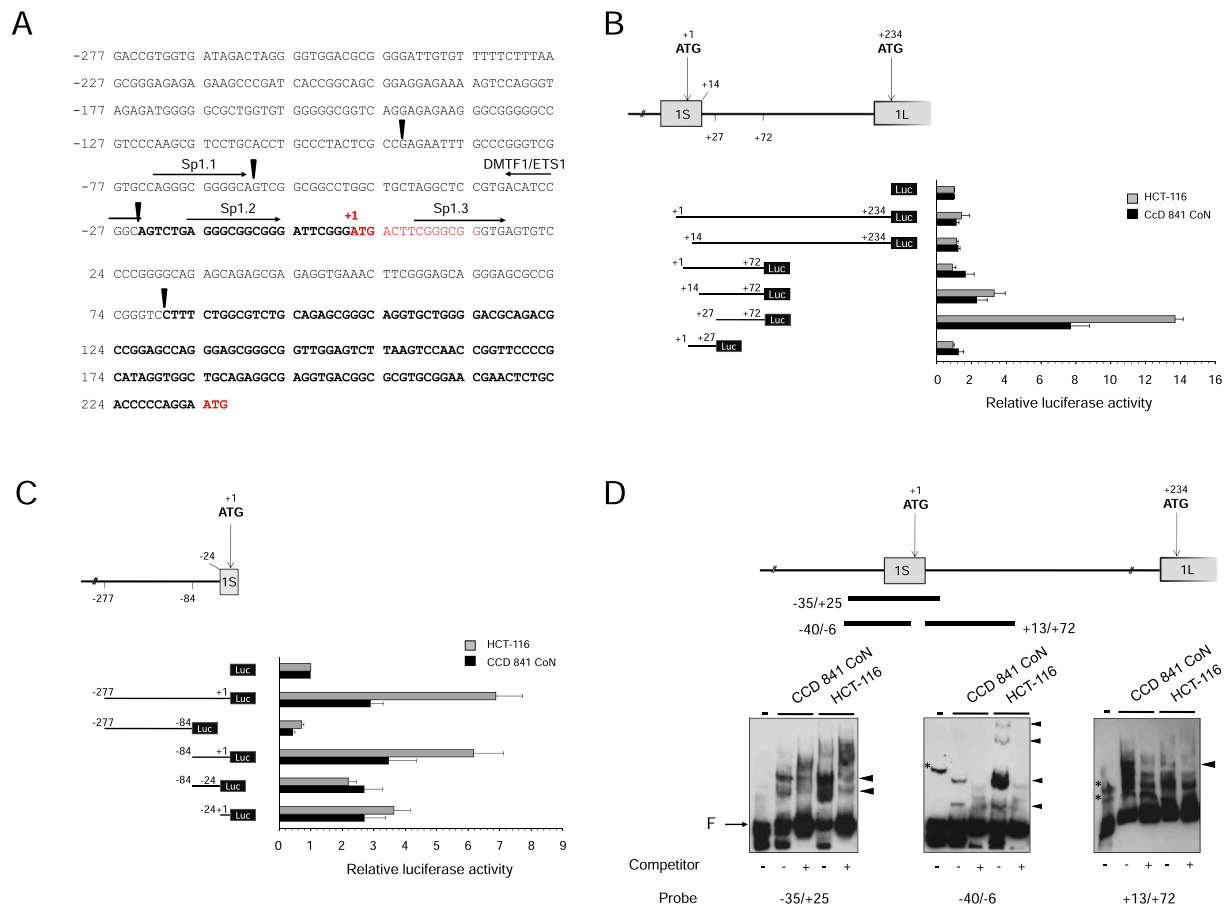 A
-277 GACCGTGGTG ATAGACTAGG GGTGGACGCG GGGATTGTGT TTTTCTTTAA
-227 GCGGGAGAGA GAAGCCCGAT CACCGGCAGC GGAGGAGAAA AGTCCAGGGT
-177 AGAGATGGGG GCGCTGGTGT GGGGGCGGTC AGGAGAGAAGG GCGGGGGCC
-127 GTCCCAAGCG TCCTGCACCT GCCCTACTCGC CCGAGAATTT GCCCGGGTCG
Sp1.1 DMTF1/ETS1
-77 GTGCCAGGGC GGGGCAGTCGG GCGGCCTGGC TGCTAGGCTC CGTGACATCC
Sp1.2 +1 Sp1.3
-27 GGCAGTCTGA GGGCGGCGGG ATTCGGGATG ACTTCGGGCG GGTGAGTGTC
24 CCCGGGGCAG AGCAGAGCGA GAGGTGAAAC TTCGGGAGCA GGGAGCGCCG
74 CGGGTCCTTT CTGGCGTCTG CAGAGCGGGC AGGTGCTGGG GACGCAGACG
124 CCGGAGCCAG GGAGCGGGCG GTTGGAGTCT TAAGTCCAAC CGGTTCCCCG
174 CATAGGTGGC TGCAGAGGCG AGGTGACGGC GCGTGCGGAA CGAACTCTGC
224 ACCCCCAGGA ATG
B
+1 +234
ATG ATG
+14
1S 1L
+27 +72
Luc
+1 +234 Luc
+14 +234 Luc
+1 +72 Luc
+14 +72 Luc
+27 +72 Luc
+1 +27 Luc
HCT-116
CcD 841 CoN
0 2 4 6 8 10 12 14 16
Relative luciferase activity
C
+1
ATG
-24
1S
-277 -84
HCT-116
CCD 841 CoN
Luc
-277 +1 Luc
-277 -84 Luc
-84 +1 Luc
-84 -24 Luc
-24 +1 Luc
0 1 2 3 4 5 6 7 8 9
Relative luciferase activity
D
+1 +234
ATG ATG
1S 1L
-35/+25
-40/-6 +13/+72
CCD 841 CoN HCT-116 CCD 841 CoN HCT-116 CCD 841 CoN HCT-116
- - -
* * *
F
Competitor - - + - + - - + - + - - + - +
Probe -35/+25 -40/-6 +13/+72